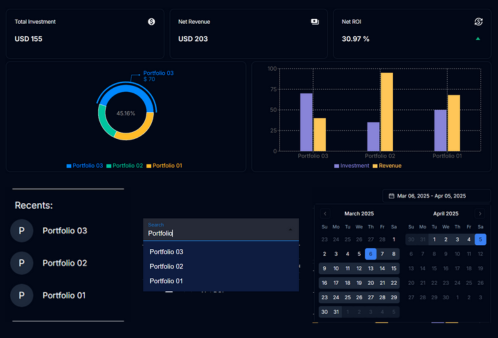 Total Investment
USD 155
Net Revenue
USD 203
Net ROI
30.97 %
Portfolio 03
$ 70
45.16%
Portfolio 03 Portfolio 02 Portfolio 01
100
75
50
25
0
Portfolio 03 Portfolio 02 Portfolio 01
Investment Revenue
Recents:
P Portfolio 03
P Portfolio 02
P Portfolio 01
Search
Portfolio
Portfolio 03
Portfolio 02
Portfolio 01
Mar 06, 2025 - Apr 05, 2025
March 2025
Su Mo Tu We Th Fr Sa
23 24 25 26 27 28 1
2 3 4 5 6 7 8
9 10 11 12 13 14 15
16 17 18 19 20 21 22
23 24 25 26 27 28 29
30 31 1 2 3 4 5
April 2025
Su Mo Tu We Th Fr Sa
30 31 1 2 3 4 5
6 7 8 9 10 11 12
13 14 15 16 17 18 19
20 21 22 23 24 25 26
27 28 29 30 1 2 3